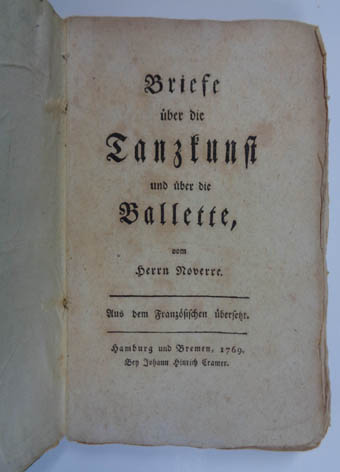 Briefe
über die
Tanzkunst
und über die
Ballette,
vom
Herrn Noverre.
Aus dem Französischen übersetzt.
Hamburg und Bremen, 1769.
Bey Johann Hinrich Cramer.